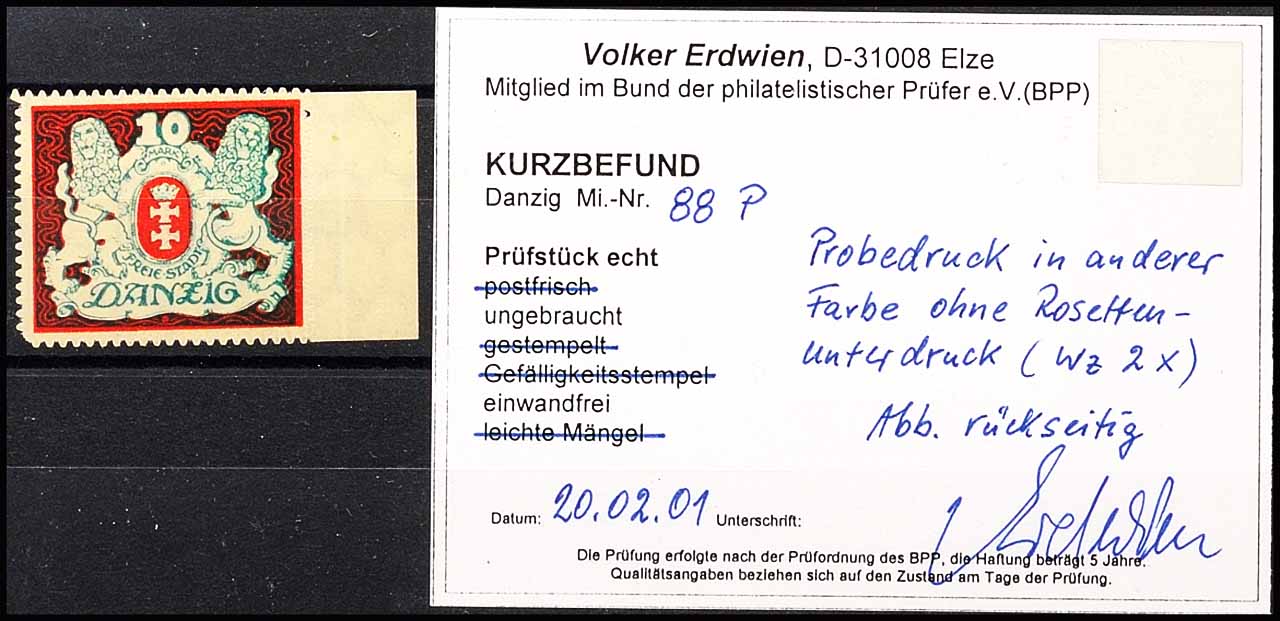 10
MARK
FREIE STADT
DANZIG
Volker Erdwien, D-31008 Elze
Mitglied im Bund der philatelistischer Prüfer e.V.(BPP)
KURZBEFUND
Danzig Mi.-Nr. 88 P
Prüfstück echt
postfrisch
ungebraucht
gestempelt
Gefälligkeitsstempel
einwandfrei
leichte Mängel
Probedruck in anderer
Farbe ohne Rosetten-
unterdruck (Wz 2 X)
Abb. rückseitig
Datum: 20.02.01 Unterschrift:
Die Prüfung erfolgte nach der Prüfordnung des BPP, die Haftung beträgt 5 Jahre.
Qualitätsangaben beziehen sich auf den Zustand am Tage der Prüfung.